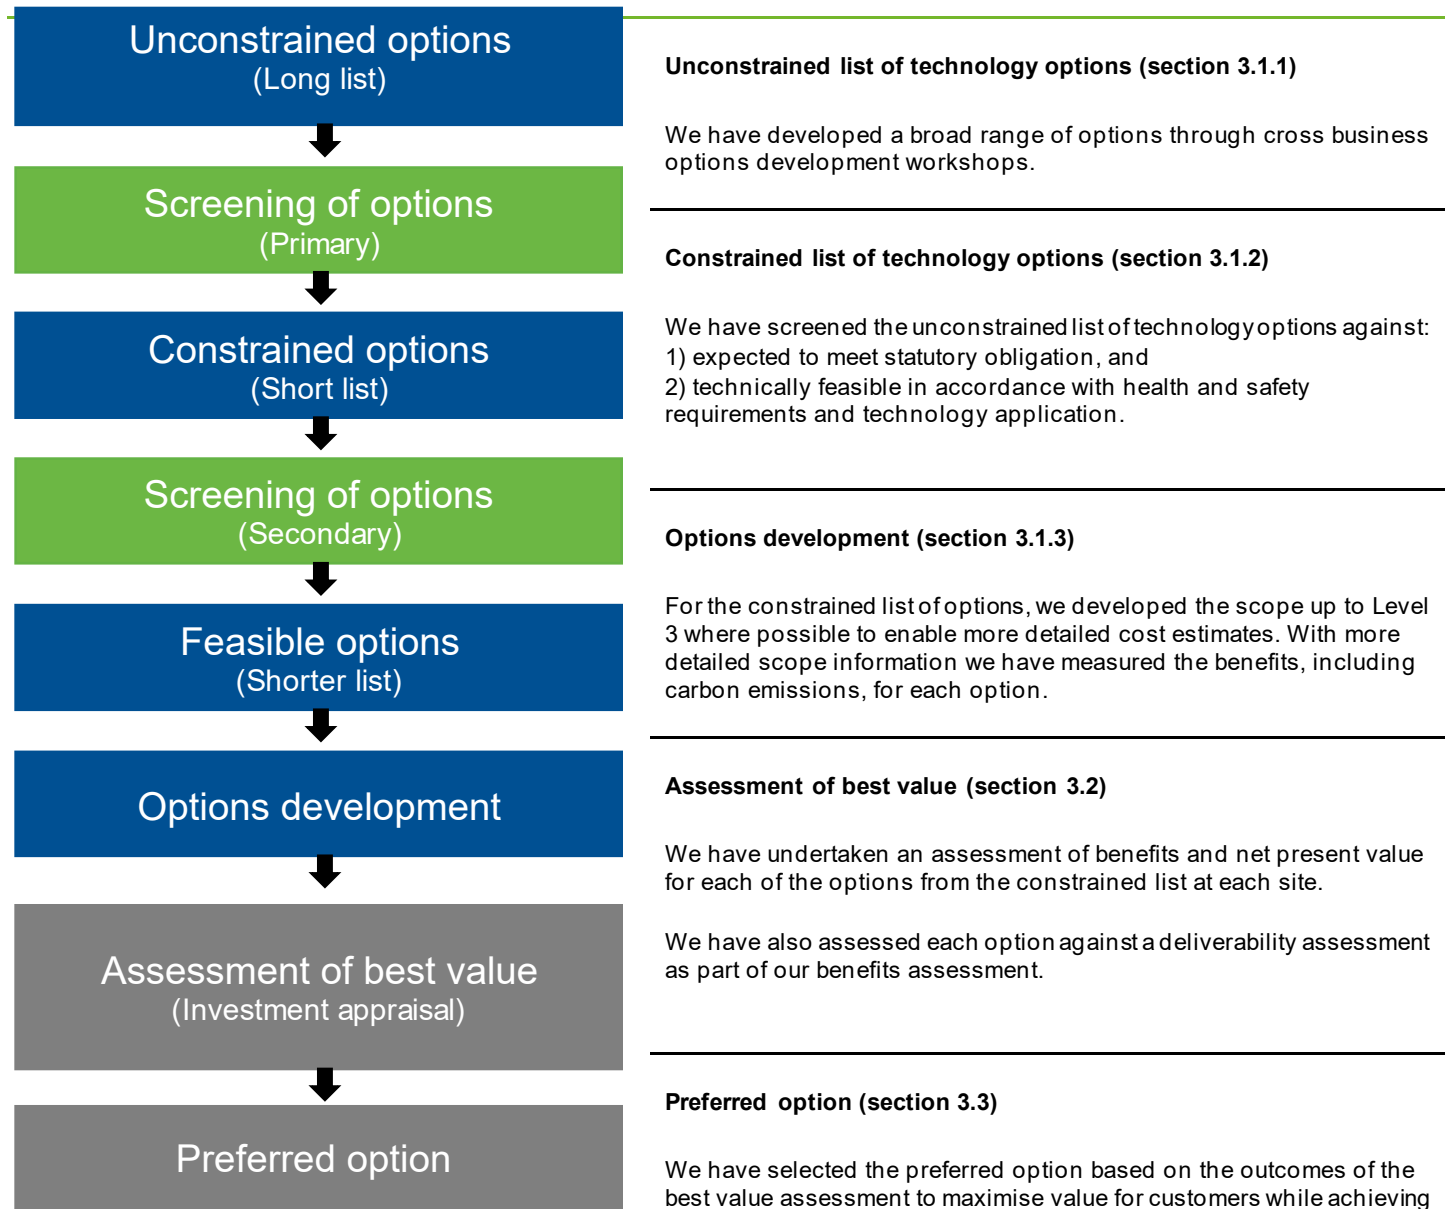 Unconstrained options
(Long list)
Screening of options
(Primary)
Constrained options
(Short list)
Screening of options
(Secondary)
Feasible options
(Shorter list)
Options development
Assessment of best value
(Investment appraisal)
Preferred option
Unconstrained list of technology options (section 3.1.1)
We have developed a broad range of options through cross business
options development workshops.
Constrained list of technology options (section 3.1.2)
We have screened the unconstrained list of technology options against:
1) expected to meet statutory obligation, and
2) technically feasible in accordance with health and safety
requirements and technology application.
Options development (section 3.1.3)
For the constrained list of options, we developed the scope up to Level
3 where possible to enable more detailed cost estimates. With more
detailed scope information we have measured the benefits, including
carbon emissions, for each option.
Assessment of best value (section 3.2)
We have undertaken an assessment of benefits and net present value
for each of the options from the constrained list at each site.
We have also assessed each option against a deliverability assessment
as part of our benefits assessment.
Preferred option (section 3.3)
We have selected the preferred option based on the outcomes of the
best value assessment to maximise value for customers while achieving